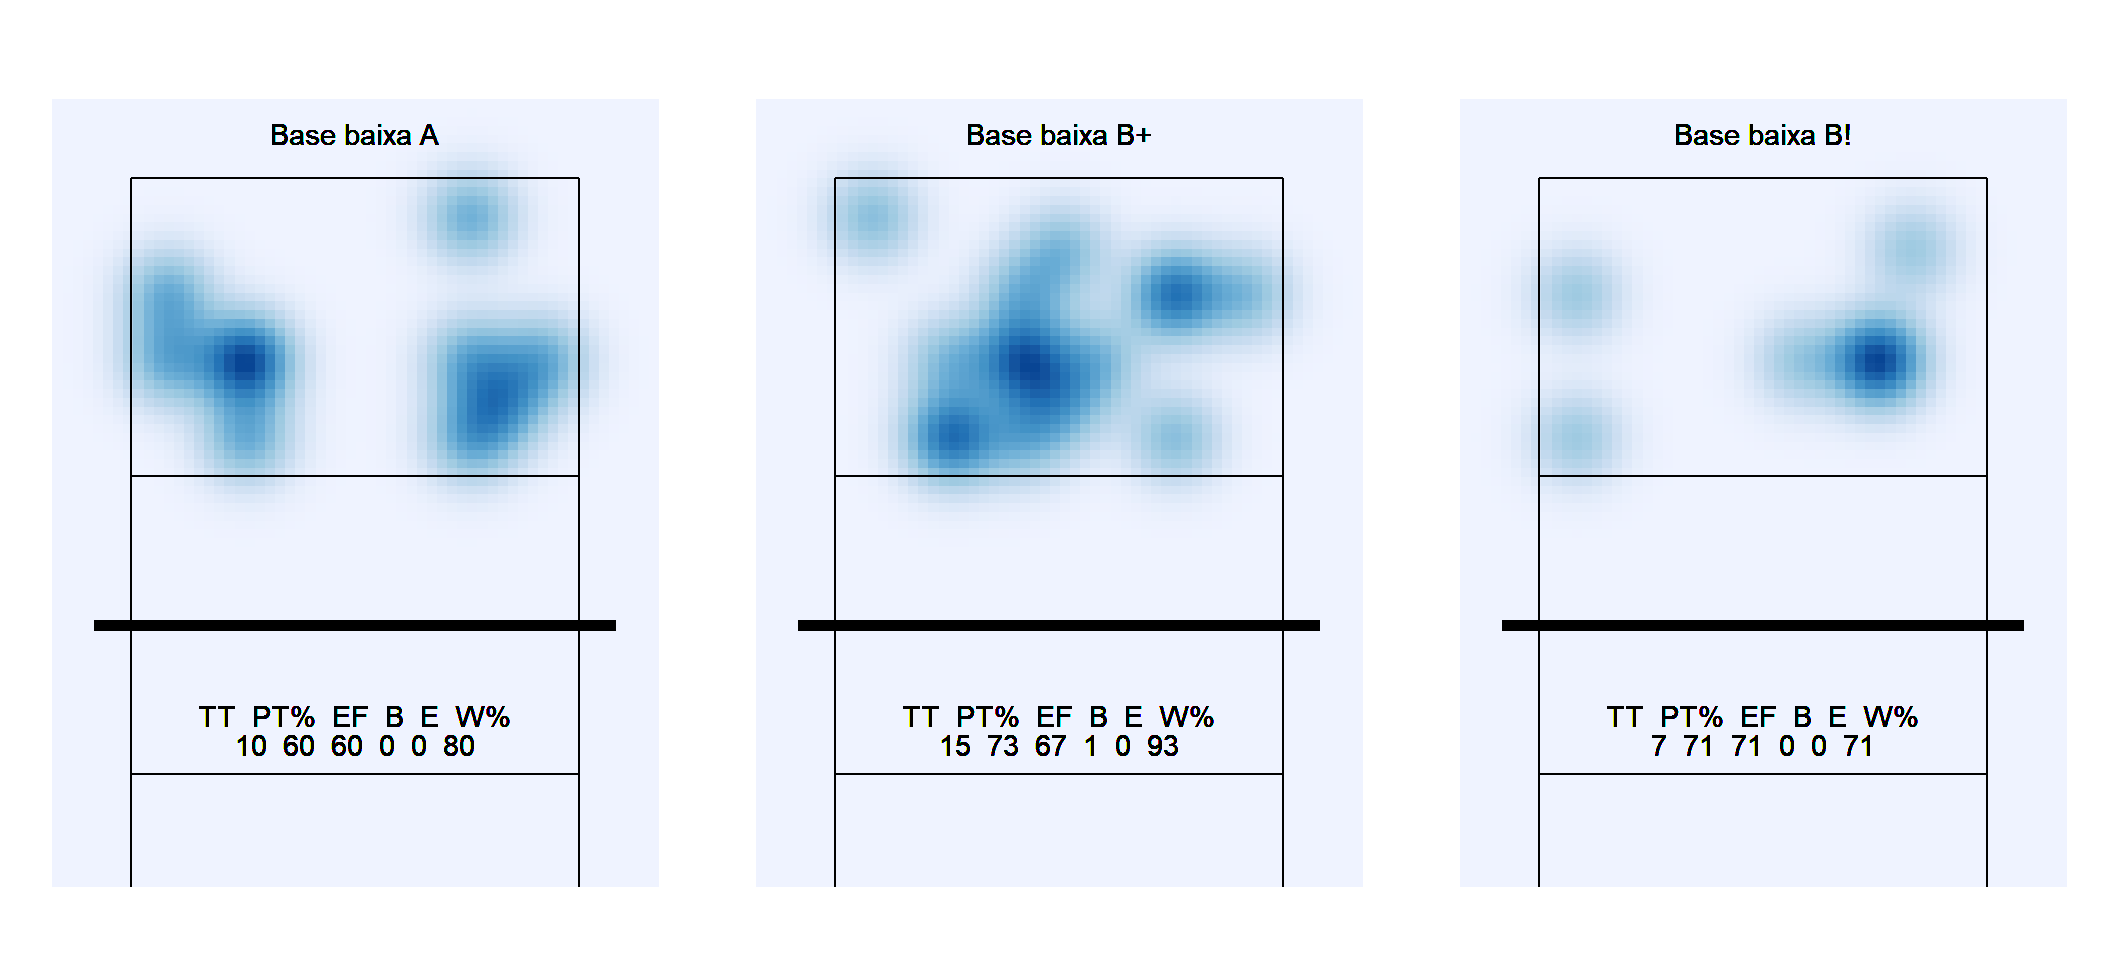 Base baixa A
TT PT% EF B E W%
10 60 60 0 0 80
Base baixa B+
TT PT% EF B E W%
15 73 67 1 0 93
Base baixa B!
TT PT% EF B E W%
7 71 71 0 0 71